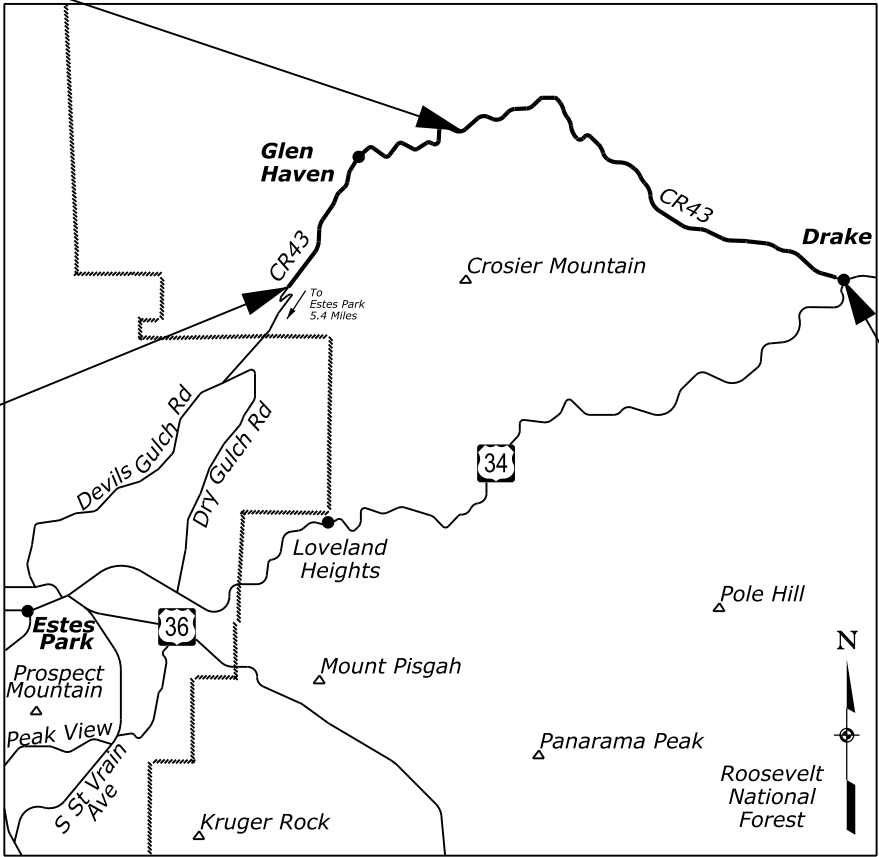 Glen
Haven
CR43
CR43
Drake
Crosier Mountain
To
Estes Park
5.4 Miles
Devils Gulch Rd
Dry Gulch Rd
34
Loveland
Heights
Pole Hill
36
Estes
Park
N
Prospect
Mountain
Mount Pisgah
Peak View
Panarama Peak
S St Vrain
Ave
Roosevelt
National
Forest
Kruger Rock